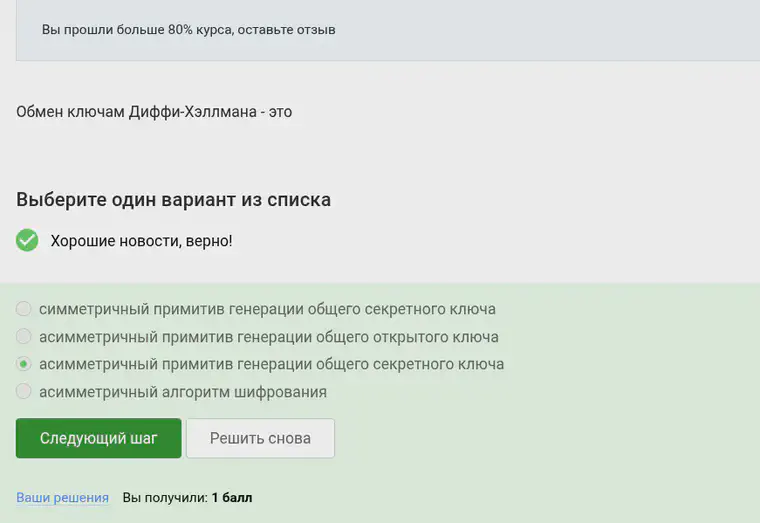 Вы прошли больше 80% курса, оставьте отзыв
Обмен ключам Диффи-Хэллмана - это
Выберите один вариант из списка
Хорошие новости, верно!
симметричный примитив генерации общего секретного ключа
асимметричный примитив генерации общего открытого ключа
асимметричный примитив генерации общего секретного ключа
асимметричный алгоритм шифрования
Следующий шаг Решить снова
Ваши решения Вы получили: 1 балл